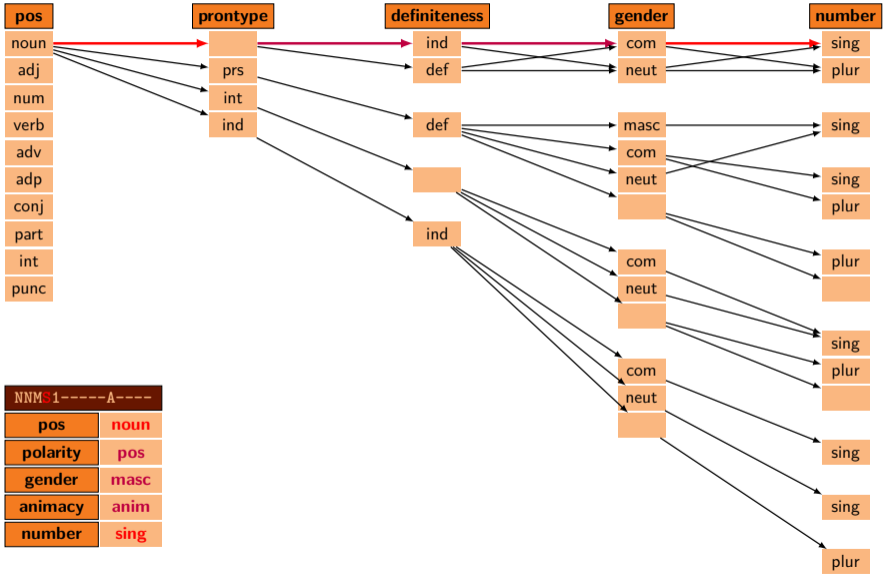 pos prontype definiteness gender number
noun ind com sing
adj prs def neut plur
num int
verb ind def masc sing
adv com
adp neut sing
conj plur
part ind
int com plur
punc neut
sing
com plur
NNMS1-----A----
neut
pos noun
polarity pos sing
gender masc
animacy anim sing
number sing
plur